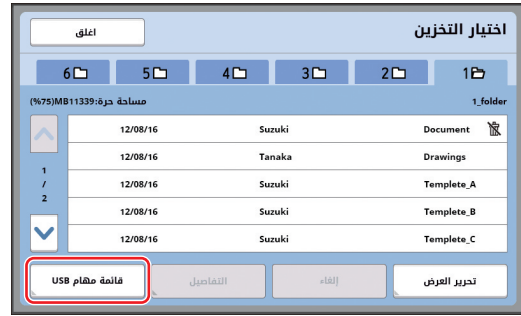 اختيار التخزين
اغلق
1 2 3 4 5 6
1_folder
مساحة حرة:MB11339(%75)
Document Suzuki 12/08/16
Drawings Tanaka 12/08/16
Templete_A Suzuki 12/08/16
Templete_B Suzuki 12/08/16
Templete_C Suzuki 12/08/16
1
/
2
تحرير العرض
إلغاء
التفاصيل
قائمة مهام USB